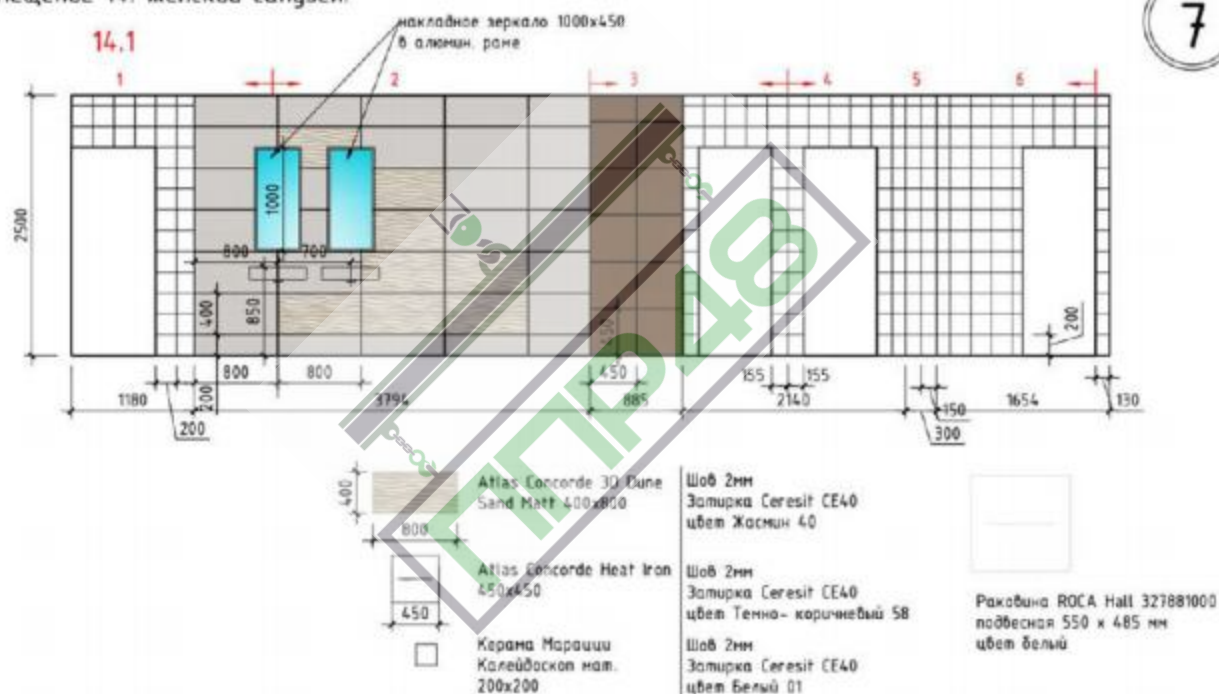 14.1
накладное зеркало 1000х450
в алюмин. раме
7
1 2 3 4 5 6
2500
1000
800 700
400
850
450
200
800 800 450 155 155
200
1180 3794 885 2140 150 1654 130
200
300
400
800
Atlas Concorde 3D Dune
Sand Matt 400х800
Шов 2мм
Затирка Ceresit CE40
цвет Жасмин 40
450
Atlas Concorde Heat Iron
450х450
Шов 2мм
Затирка Ceresit CE40
цвет Темно- коричневый 58
Керама Марацци
Калейдоскоп мат.
200х200
Шов 2мм
Затирка Ceresit CE40
цвет Белый 01
Раковина ROCA Hall 327881000
подвесная 550 х 485 мм
цвет белый
ППР48